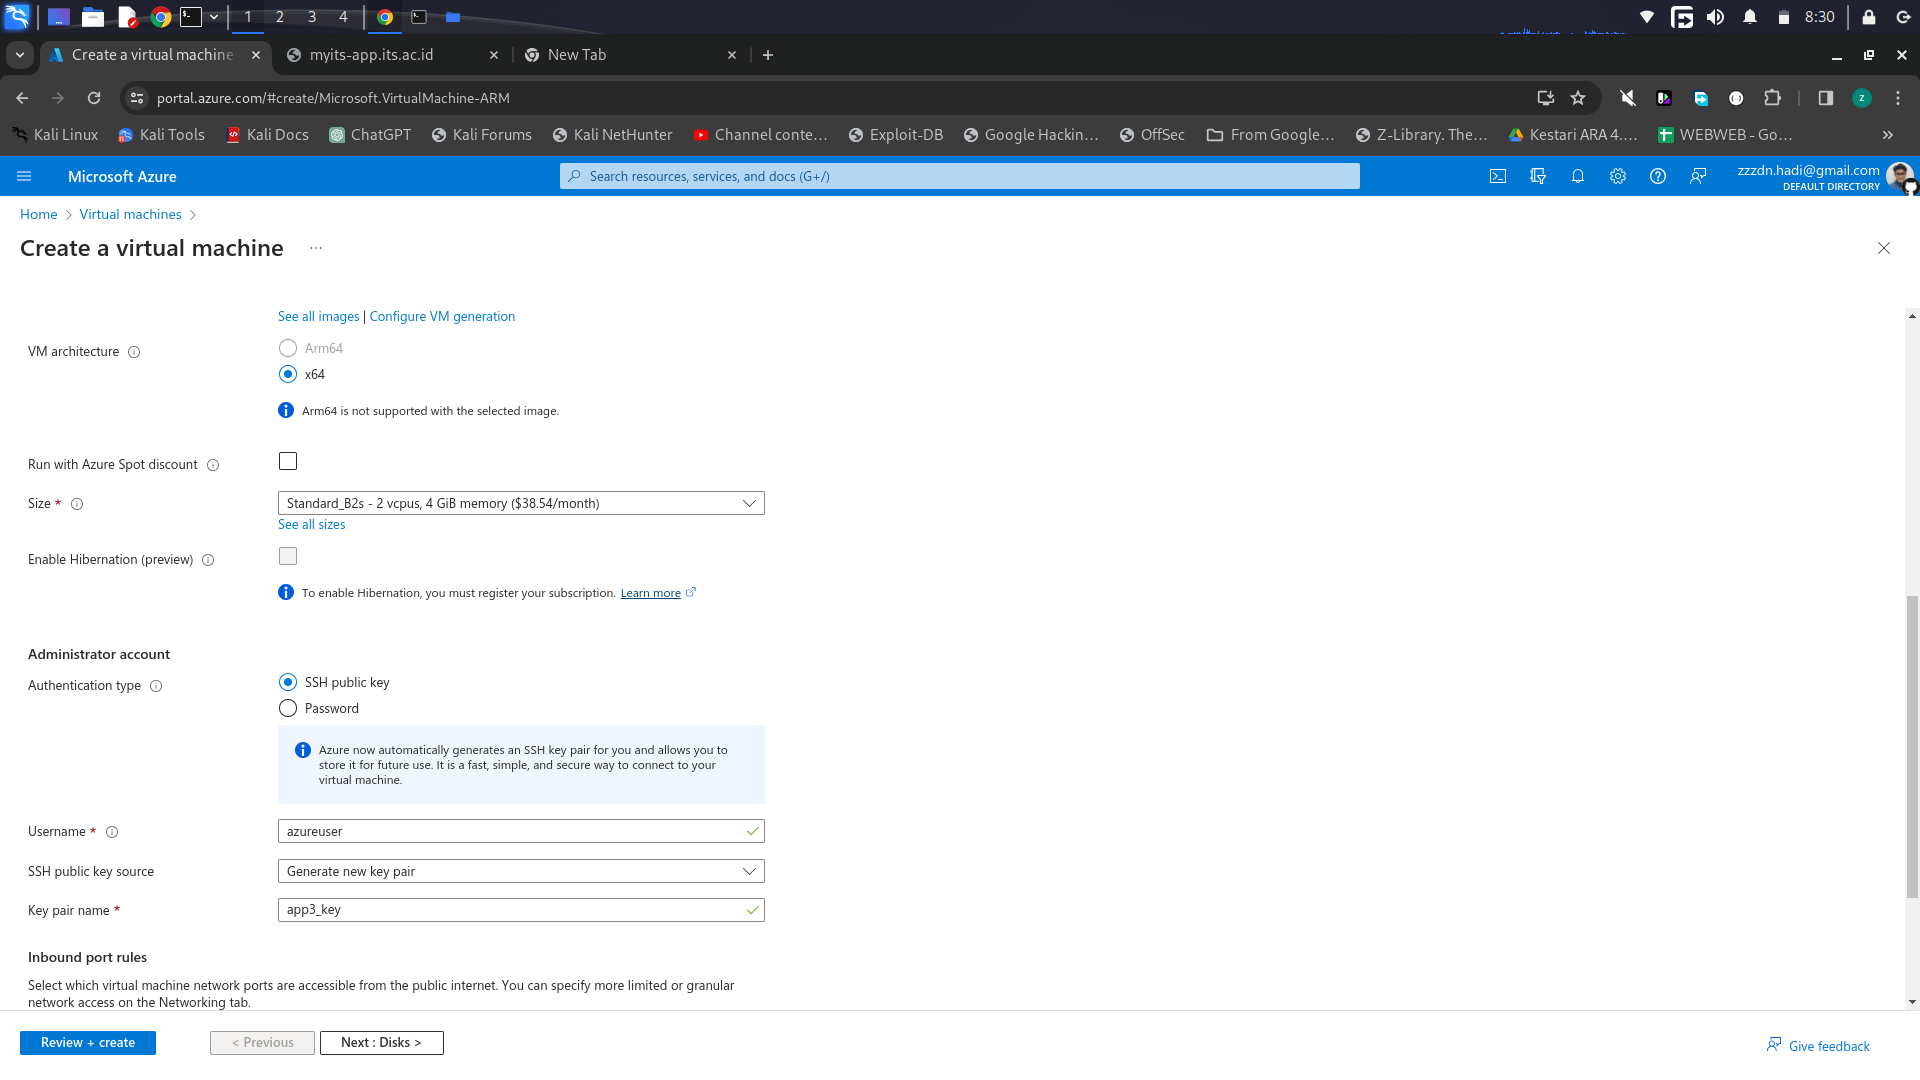 1 2 3 4 8:30
Create a virtual machine myits-app.its.ac.id New Tab
portal.azure.com/#create/Microsoft.VirtualMachine-ARM z
Kali Linux Kali Tools Kali Docs ChatGPT Kali Forums Kali NetHunter Channel conte... Exploit-DB Google Hackin... OffSec From Google... Z-Library. The... Kestari ARA 4.... WEBWEB - Go... »
Microsoft Azure Search resources, services, and docs (G+/) zzzdn.hadi@gmail.com
DEFAULT DIRECTORY
Home > Virtual machines >
Create a virtual machine ...
See all images | Configure VM generation
VM architecture Arm64
x64
Arm64 is not supported with the selected image.
Run with Azure Spot discount
Size * Standard_B2s - 2 vcpus, 4 GiB memory ($38.54/month)
See all sizes
Enable Hibernation (preview)
To enable Hibernation, you must register your subscription. Learn more
Administrator account
Authentication type SSH public key
Password
Azure now automatically generates an SSH key pair for you and allows you to
store it for future use. It is a fast, simple, and secure way to connect to your
virtual machine.
Username * azureuser
SSH public key source Generate new key pair
Key pair name * app3_key
Inbound port rules
Select which virtual machine network ports are accessible from the public internet. You can specify more limited or granular
network access on the Networking tab.
Review + create < Previous Next : Disks > Give feedback